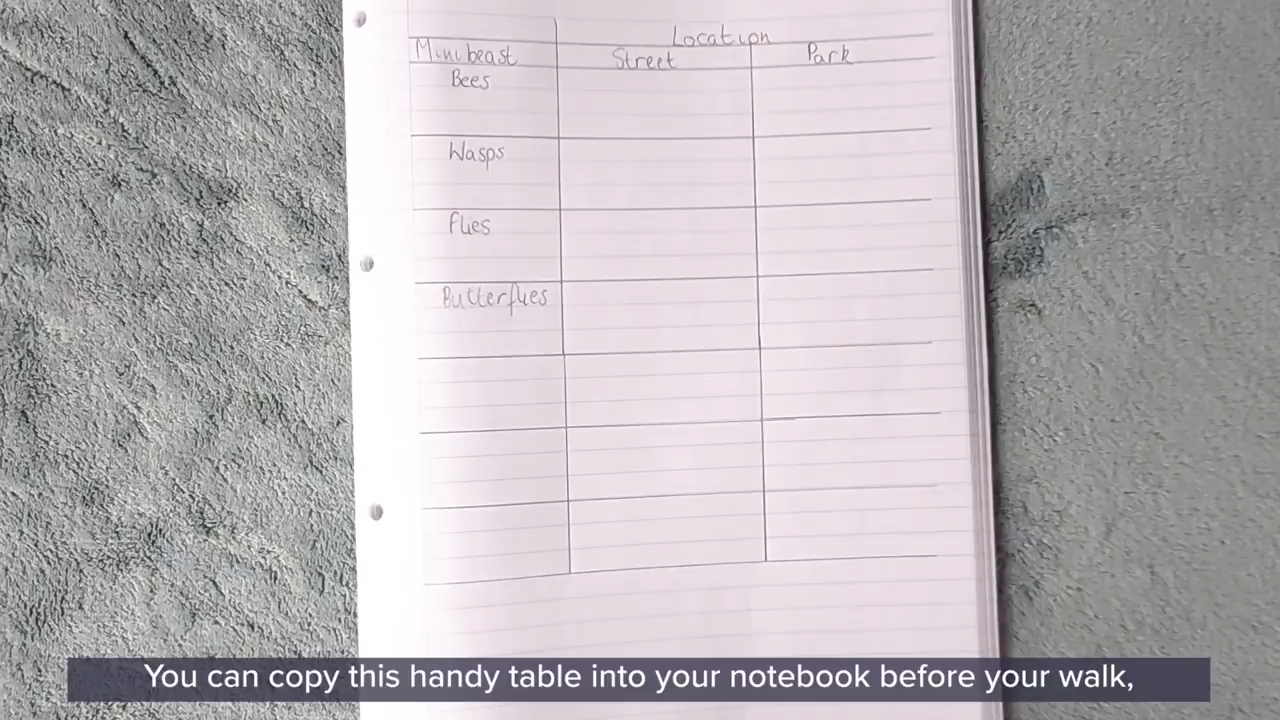 Location
Minibeast Street Park
Bees
Wasps
Flies
Butterflies
You can copy this handy table into your notebook before your walk,